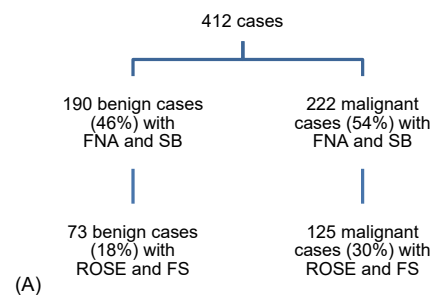 412 cases
190 benign cases
(46%) with
FNA and SB
222 malignant
cases (54%) with
FNA and SB
73 benign cases
(18%) with
ROSE and FS
125 malignant
cases (30%) with
ROSE and FS
(A)